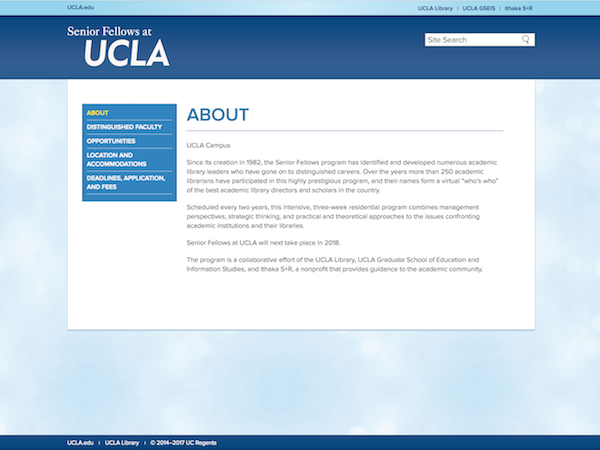 UCLA.edu
UCLA Library | UCLA GSEIS | Ithaka S+R
Senior Fellows at
UCLA
Site Search
ABOUT
DISTINGUISHED FACULTY
OPPORTUNITIES
LOCATION AND
ACCOMMODATIONS
DEADLINES, APPLICATION,
AND FEES
ABOUT
UCLA Campus
Since its creation in 1982, the Senior Fellows program has identified and developed numerous academic
library leaders who have gone on to distinguished careers. Over the years more than 250 academic
librarians have participated in this highly prestigious program, and their names form a virtual "who's who"
of the best academic library directors and scholars in the country.
Scheduled every two years, this intensive, three-week residential program combines management
perspectives, strategic thinking, and practical and theoretical approaches to the issues confronting
academic institutions and their libraries.
Senior Fellows at UCLA will next take place in 2018.
The program is a collaborative effort of the UCLA Library, UCLA Graduate School of Education and
Information Studies, and Ithaka S+R, a nonprofit that provides guidance to the academic community.
UCLA.edu | UCLA Library | © 2014–2017 UC Regents